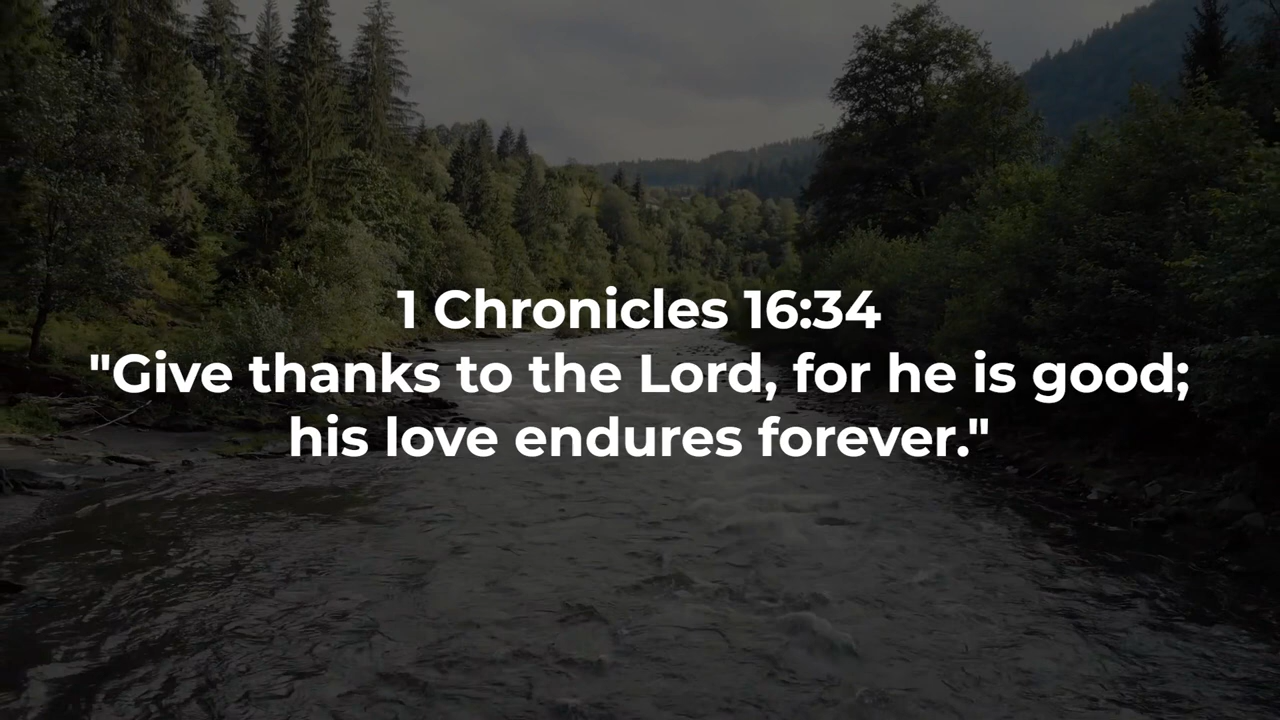 1 Chronicles 16:34
"Give thanks to the Lord, for he is good;
his love endures forever."